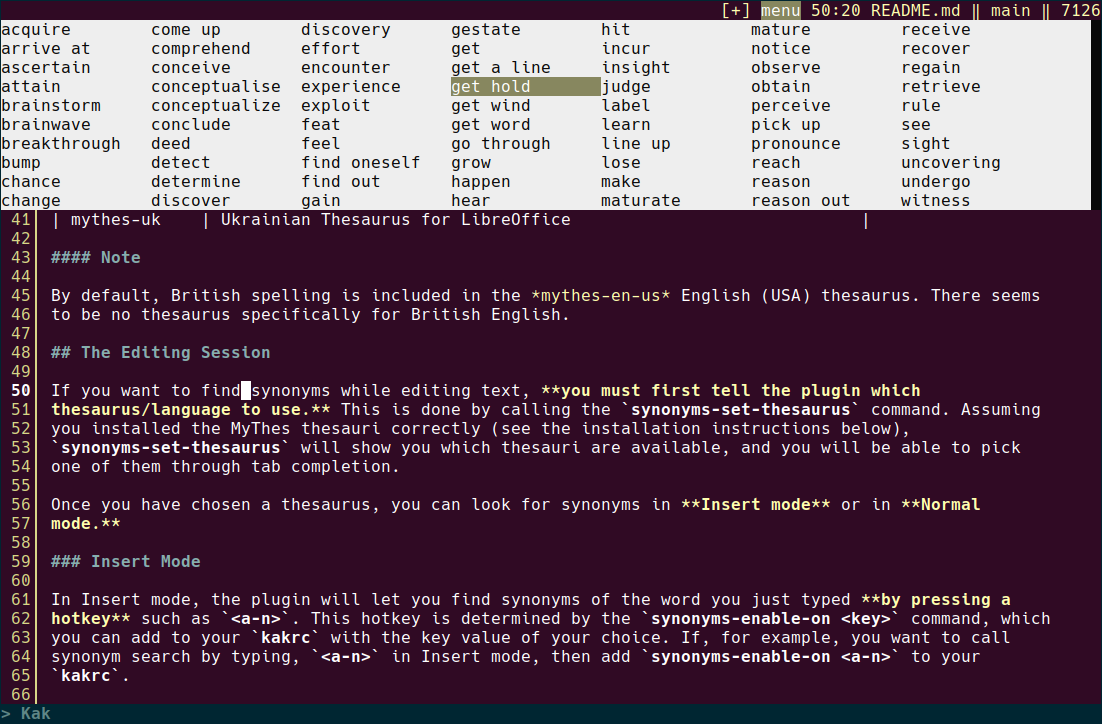 [+] menu 50:20 README.md ‖ main ‖ 7126
acquire come up discovery gestate hit mature receive
arrive at comprehend effort get incur notice recover
ascertain conceive encounter get a line insight observe regain
attain conceptualise experience get hold judge obtain retrieve
brainstorm conceptualize exploit get wind label perceive rule
brainwave conclude feat get word learn pick up see
breakthrough deed feel go through line up pronounce sight
bump detect find oneself grow lose reach uncovering
chance determine find out happen make reason undergo
change discover gain hear maturate reason out witness
41 | mythes-uk | Ukrainian Thesaurus for LibreOffice |
42
43 #### Note
44
45 By default, British spelling is included in the *mythes-en-us* English (USA) thesaurus. There seems
46 to be no thesaurus specifically for British English.
47
48 ## The Editing Session
49
50 If you want to find synonyms while editing text, **you must first tell the plugin which
51 thesaurus/language to use.** This is done by calling the `synonyms-set-thesaurus` command. Assuming
52 you installed the MyThes thesauri correctly (see the installation instructions below),
53 `synonyms-set-thesaurus` will show you which thesauri are available, and you will be able to pick
54 one of them through tab completion.
55
56 Once you have chosen a thesaurus, you can look for synonyms in **Insert mode** or in **Normal
57 mode.**
58
59 ### Insert Mode
60
61 In Insert mode, the plugin will let you find synonyms of the word you just typed **by pressing a
62 hotkey** such as `<a-n>`. This hotkey is determined by the `synonyms-enable-on <key>` command, which
63 you can add to your `kakrc` with the key value of your choice. If, for example, you want to call
64 synonym search by typing, `<a-n>` in Insert mode, then add `synonyms-enable-on <a-n>` to your
65 `kakrc`.
66
> Kak